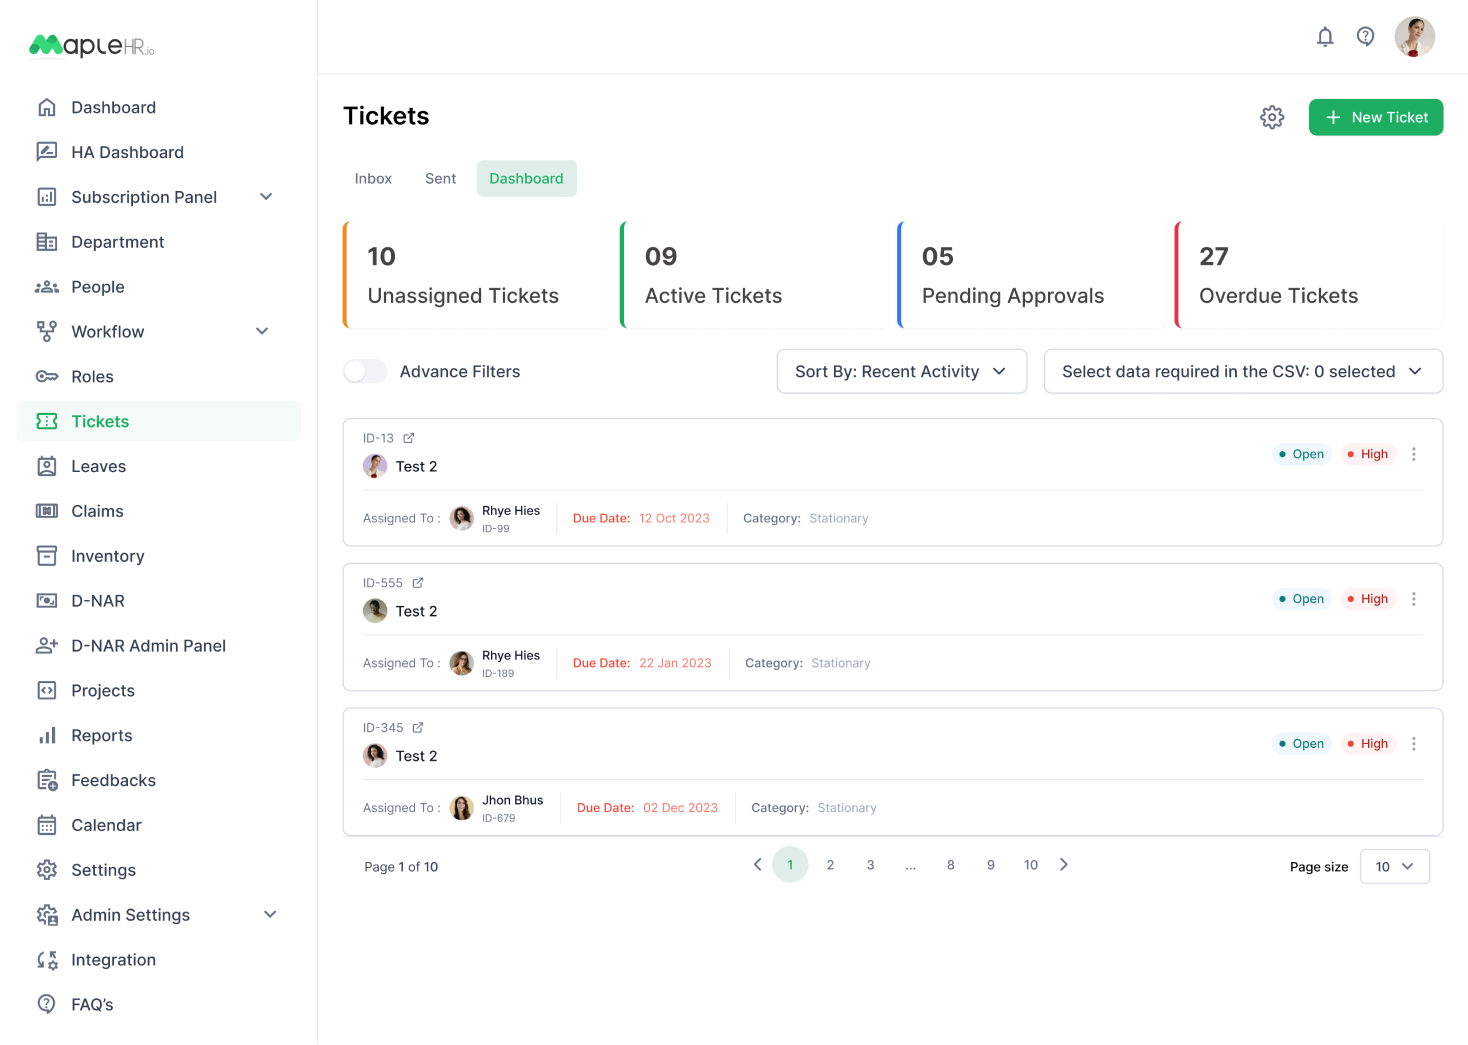 MapleHR.io
Dashboard
HA Dashboard
Subscription Panel
Department
People
Workflow
Roles
Tickets
Leaves
Claims
Inventory
D-NAR
D-NAR Admin Panel
Projects
Reports
Feedbacks
Calendar
Settings
Admin Settings
Integration
FAQ's
Tickets
New Ticket
Inbox Sent Dashboard
10
Unassigned Tickets
09
Active Tickets
05
Pending Approvals
27
Overdue Tickets
Advance Filters
Sort By: Recent Activity
Select data required in the CSV: 0 selected
ID-13
Test 2
Open High
Assigned To : Rhye Hies
ID-99
Due Date: 12 Oct 2023
Category: Stationary
ID-555
Test 2
Open High
Assigned To : Rhye Hies
ID-189
Due Date: 22 Jan 2023
Category: Stationary
ID-345
Test 2
Open High
Assigned To : Jhon Bhus
ID-679
Due Date: 02 Dec 2023
Category: Stationary
Page 1 of 10
1 2 3 ... 8 9 10
Page size 10